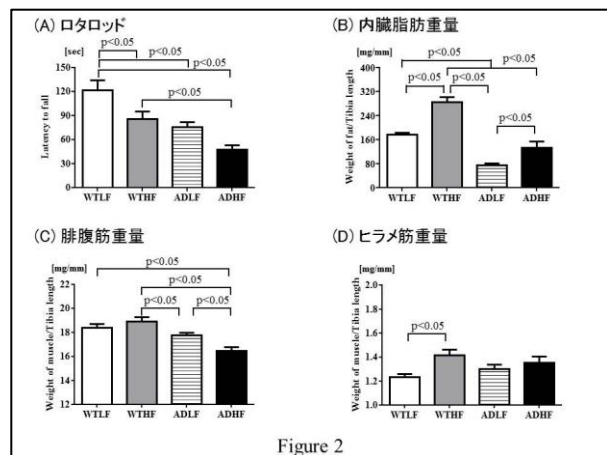 (A) ロタロッド
[sec]
p<0.05
p<0.05
p<0.05
p<0.05
Latency to fall
150
120
90
60
30
0
WTLF WTHF ADLF ADHF
(B) 内臓脂肪重量
[mg/mm]
p<0.05
p<0.05
p<0.05 p<0.05
p<0.05
Weight of fat/Tibia length
400
320
240
160
80
0
WTLF WTHF ADLF ADHF
(C) 腓腹筋重量
[mg/mm]
p<0.05
p<0.05
p<0.05 p<0.05
Weight of muscle/Tibia length
22
20
18
16
14
12
WTLF WTHF ADLF ADHF
(D) ヒラメ筋重量
[mg/mm]
p<0.05
Weight of muscle/Tibia length
2.0
1.8
1.6
1.4
1.2
1.0
WTLF WTHF ADLF ADHF
Figure 2